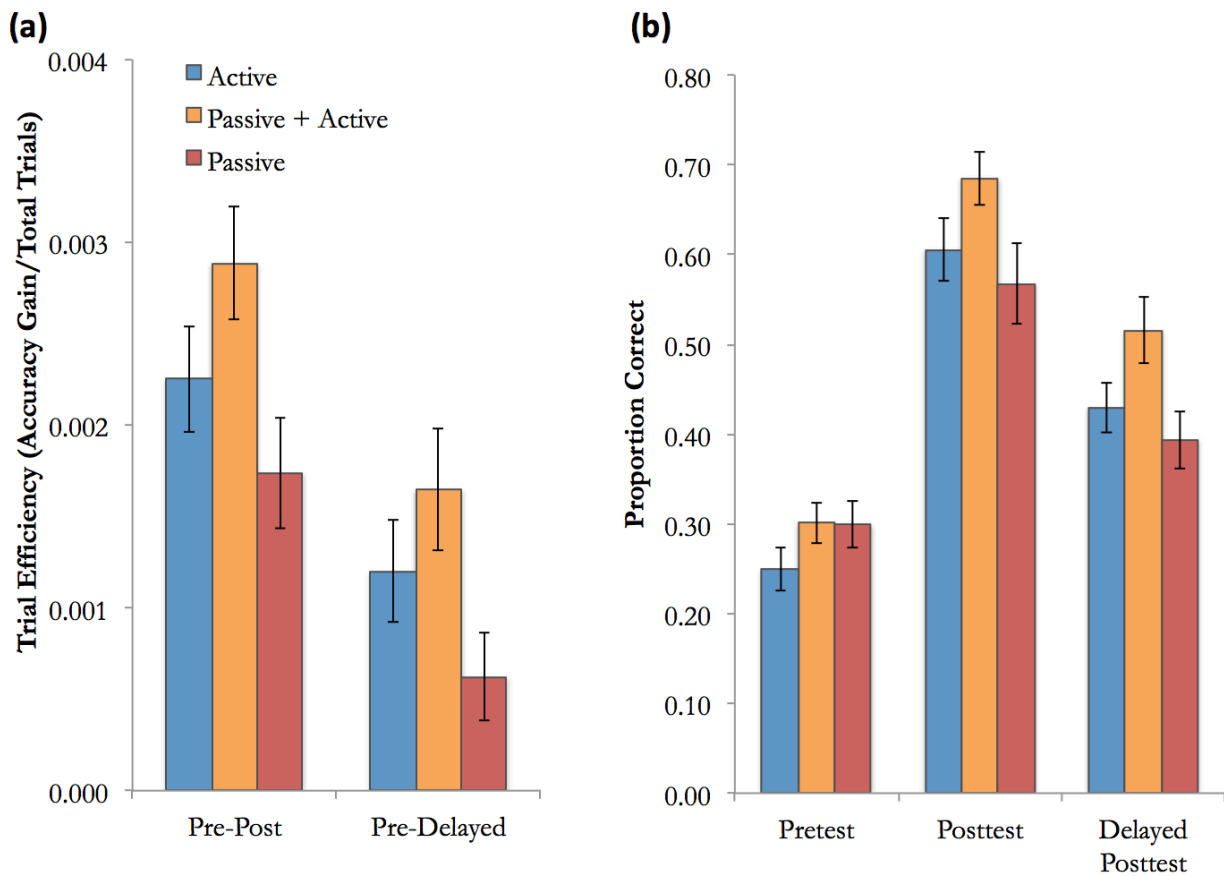 (a)
Trial Efficiency (Accuracy Gain/Total Trials)
0.004
0.003
0.002
0.001
0.000
Active
Passive + Active
Passive
Pre-Post
Pre-Delayed
(b)
Proportion Correct
0.80
0.70
0.60
0.50
0.40
0.30
0.20
0.10
0.00
Pretest
Posttest
Delayed
Posttest